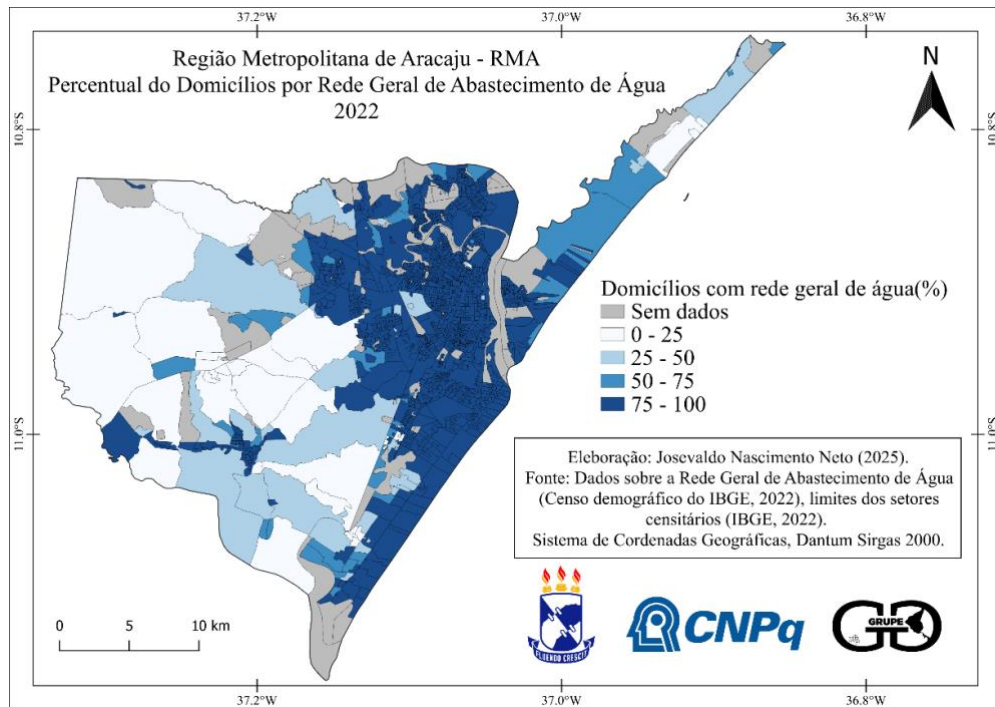 37.2°W 37.0°W 36.8°W
Região Metropolitana de Aracaju - RMA
Percentual do Domicílios por Rede Geral de Abastecimento de Água
2022
N
10.8°S 10.8°S
Domicílios com rede geral de água(%)
Sem dados
0 - 25
25 - 50
50 - 75
75 - 100
11.0°S 11.0°S
Eleboração: Josevaldo Nascimento Neto (2025).
Fonte: Dados sobre a Rede Geral de Abastecimento de Água
(Censo demográfico do IBGE, 2022), limites dos setores
censitários (IBGE, 2022).
Sistema de Cordenadas Geográficas, Dantum Sirgas 2000.
0 5 10 km
FLUENDO CRESCIT
CNPq
GRUPE
37.2°W 37.0°W 36.8°W